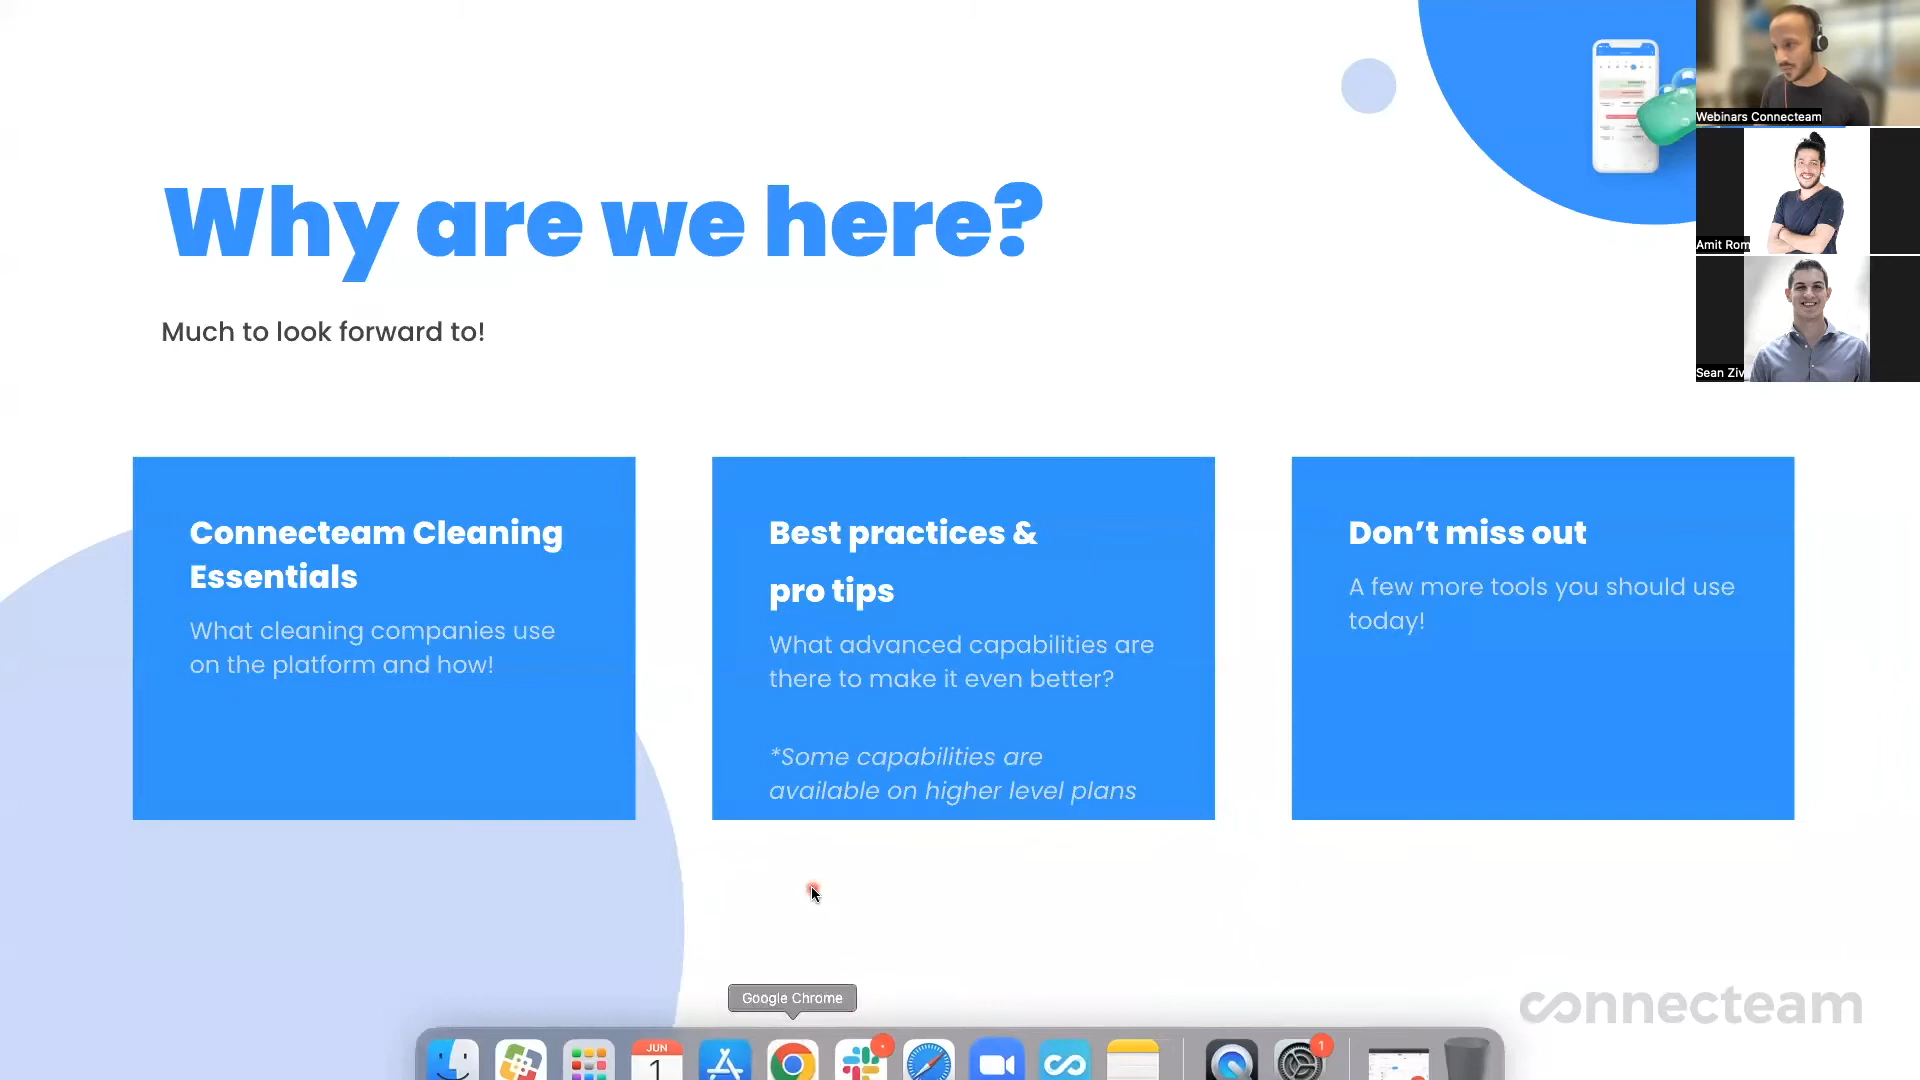 Why are we here?
Much to look forward to!
Connecteam Cleaning
Essentials
What cleaning companies use
on the platform and how!
Best practices &
pro tips
What advanced capabilities are
there to make it even better?
*Some capabilities are
available on higher level plans
Don't miss out
A few more tools you should use
today!
Webinars Connecteam
Amit Rom
Sean Ziv
Google Chrome
connecteam
JUN
1
1